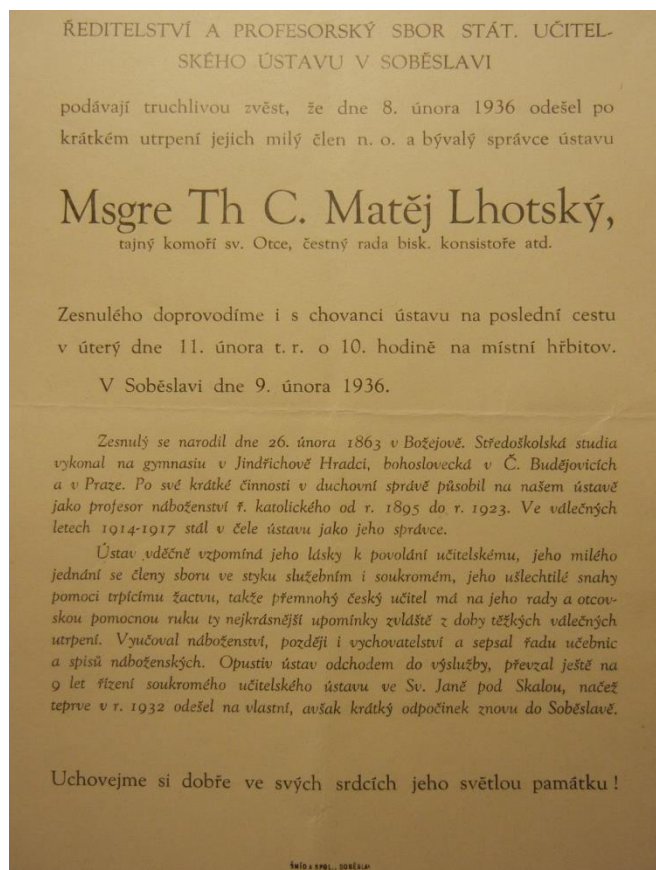 ŘEDITELSTVÍ A PROFESORSKÝ SBOR STÁT. UČITEL-
SKÉHO ÚSTAVU V SOBĚSLAVI
podávají truchlivou zvěst, že dne 8. února 1936 odešel po
krátkém utrpení jejich milý člen n. o. a bývalý správce ústavu
Msgre Th C. Matěj Lhotský,
tajný komoří sv. Otce, čestný rada bisk. konsistoře atd.
Zesnulého doprovodíme i s chovanci ústavu na poslední cestu
v úterý dne 11. února t. r. o 10. hodině na místní hřbitov.
V Soběslavi dne 9. února 1936.
Zesnulý se narodil dne 26. února 1863 v Božejově. Středoškolská studia
vykonal na gymnasiu v Jindřichově Hradci, bohoslovecká v Č. Budějovicích
a v Praze. Po své krátké činnosti v duchovní správě působil na našem ústavě
jako profesor náboženství ř. katolického od r. 1895 do r. 1923. Ve válečných
letech 1914-1917 stál v čele ústavu jako jeho správce.
Ústav vděčně vzpomíná jeho lásky k povolání učitelskému, jeho milého
jednání se členy sboru ve styku služebním i soukromém, jeho ušlechtilé snahy
pomoci trpícímu žactvu, takže přemnohý český učitel má na jeho rady a otcov-
skou pomocnou ruku ty nejkrásnější upomínky zvláště z doby těžkých válečných
utrpení. Vyučoval náboženství, později i vychovatelství a sepsal řadu učebnic
a spisů náboženských. Opustiv ústav odchodem do výslužby, převzal ještě na
9 let řízení soukromého učitelského ústavu ve Sv. Janě pod Skalou, načež
teprve v r. 1932 odešel na vlastní, avšak krátký odpočinek znovu do Soběslavě.
Uchovejme si dobře ve svých srdcích jeho světlou památku !
ŠMÍD A SPOL., SOBĚSLAV